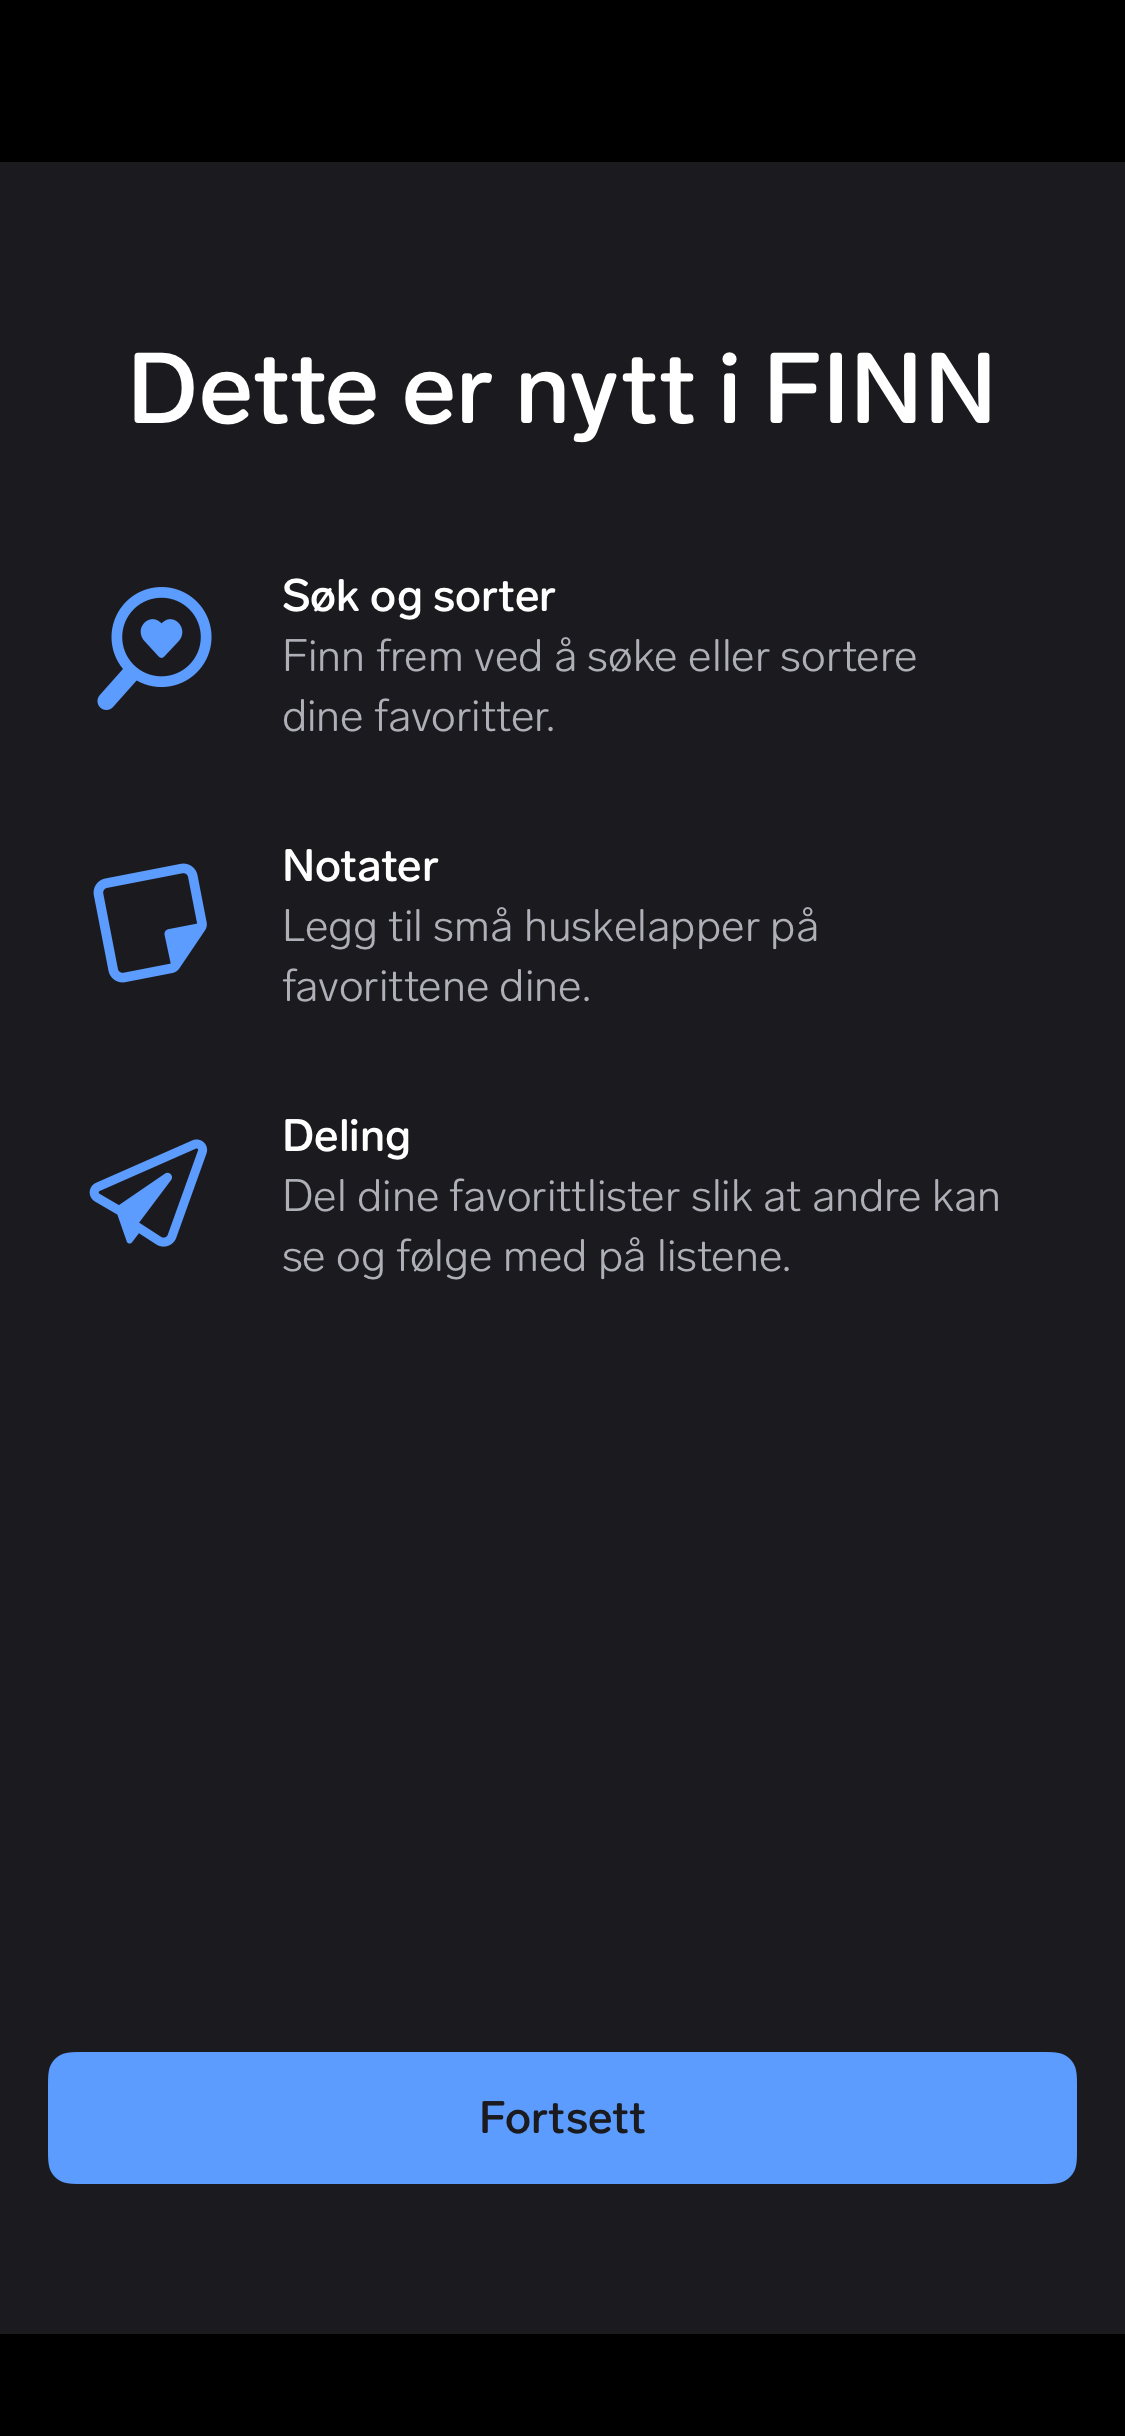 Dette er nytt i FINN
Søk og sorter
Finn frem ved å søke eller sortere
dine favoritter.
Notater
Legg til små huskelapper på
favorittene dine.
Deling
Del dine favorittlister slik at andre kan
se og følge med på listene.
Fortsett